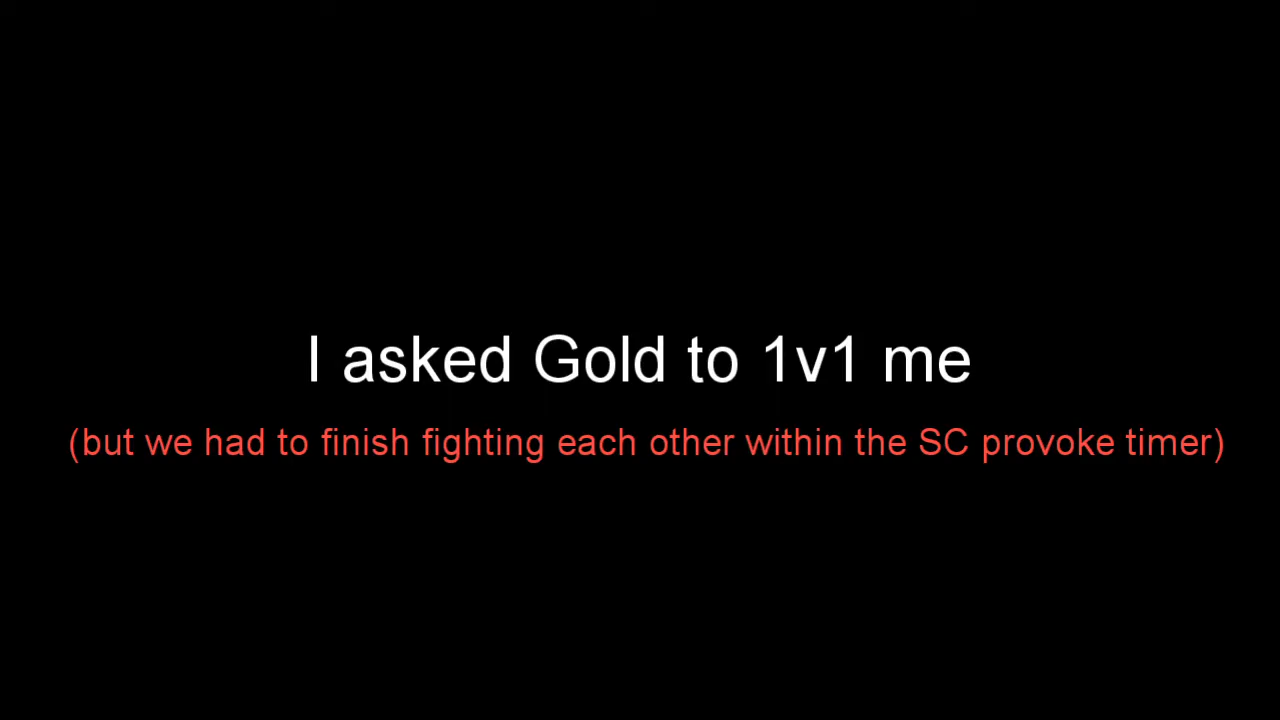 I asked Gold to 1v1 me
(but we had to finish fighting each other within the SC provoke timer)